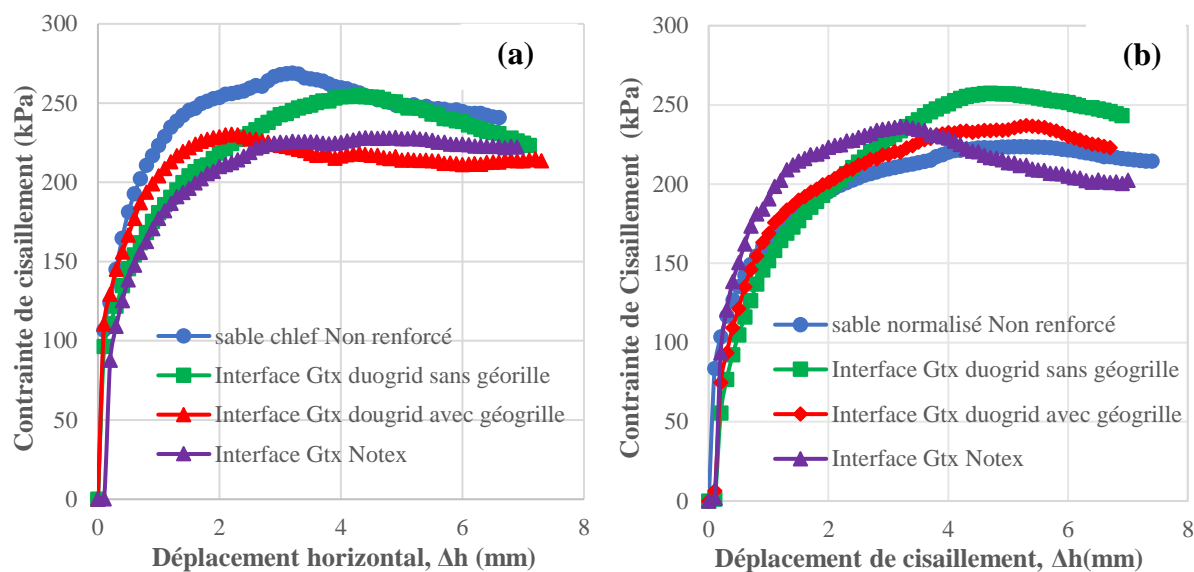 (a)
Contrainte de cisaillement (kPa)
300
250
200
150
100
50
0
sable chlef Non renforcé
Interface Gtx duogrid sans géorille
Interface Gtx dougrid avec géogrille
Interface Gtx Notex
0 2 4 6 8
Déplacement horizontal, Δh (mm)
(b)
Contrainte de Cisaillement (kPa)
300
250
200
150
100
50
0
sable normalisé Non renforcé
Interface Gtx duogrid sans géogrille
Interface Gtx duogrid avec géogrille
Interface Gtx Notex
0 2 4 6 8
Déplacement de cisaillement, Δh(mm)